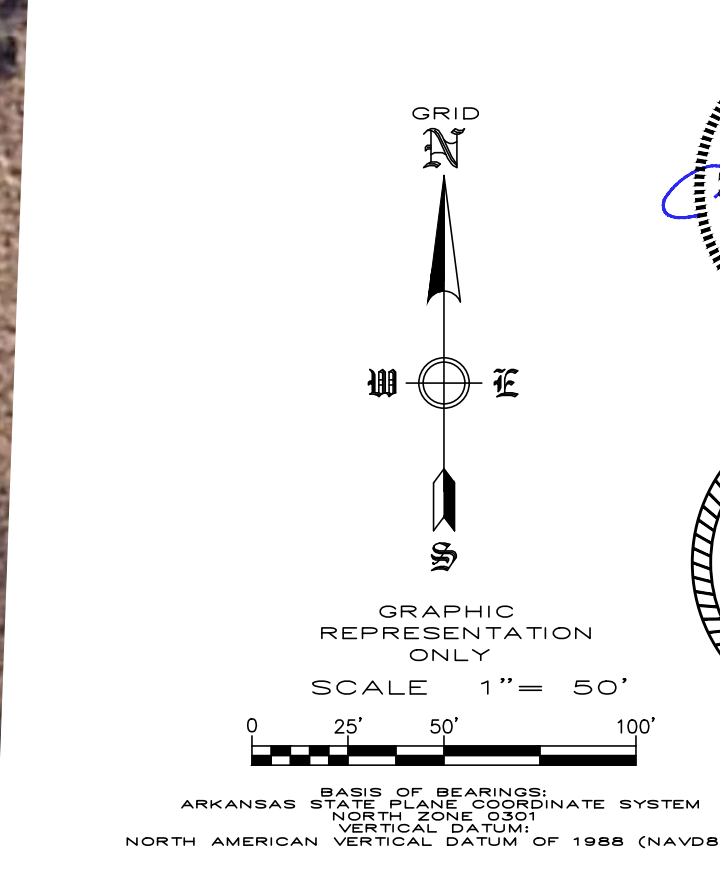 GRID
N
W E
S
GRAPHIC
REPRESENTATION
ONLY
SCALE 1"= 50'
0 25' 50' 100'
BASIS OF BEARINGS:
ARKANSAS STATE PLANE COORDINATE SYSTEM
NORTH ZONE 0301
VERTICAL DATUM:
NORTH AMERICAN VERTICAL DATUM OF 1988 (NAVD8